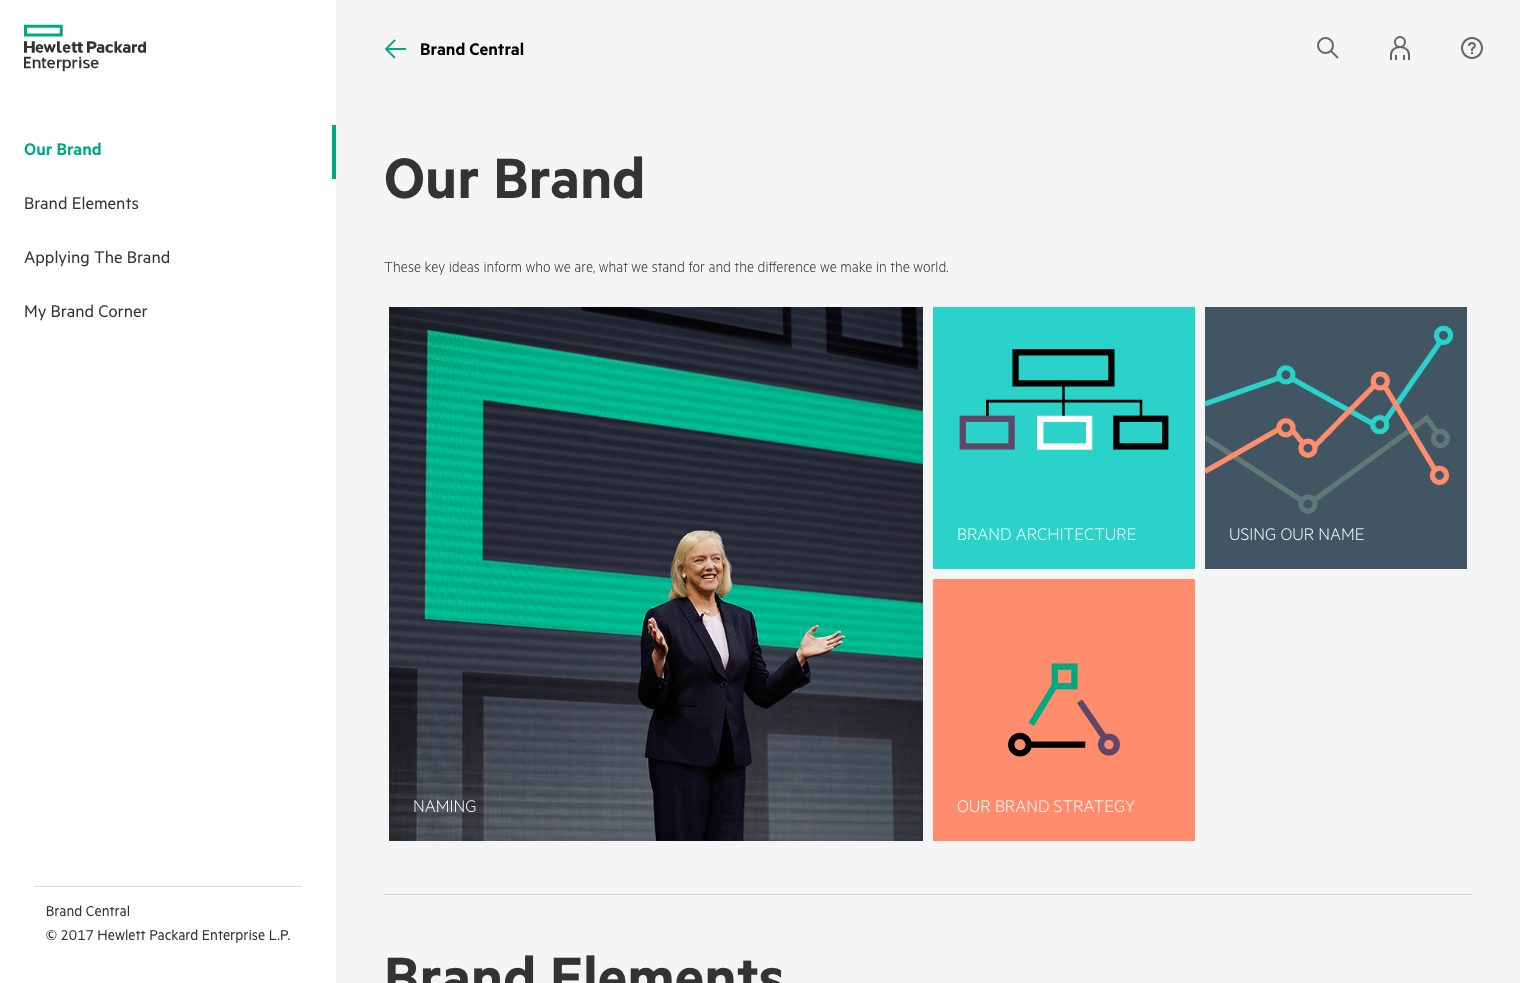 Hewlett Packard
Enterprise
Our Brand
Brand Elements
Applying The Brand
My Brand Corner
Brand Central
© 2017 Hewlett Packard Enterprise L.P.
Brand Central
Our Brand
These key ideas inform who we are, what we stand for and the difference we make in the world.
NAMING
BRAND ARCHITECTURE
USING OUR NAME
OUR BRAND STRATEGY
Brand Elements